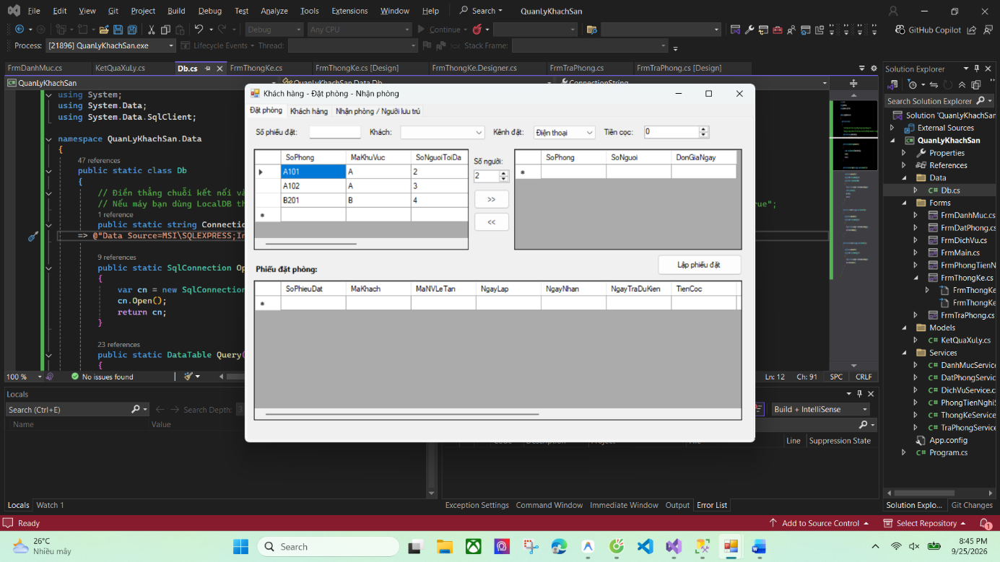 File Edit View Git Project Build Debug Test Analyze Tools Extensions Window Help Search QuanLyKhachSan
Debug Any CPU Continue GitHub Copilot
Process: [21896] QuanLyKhachSan.exe Lifecycle Events Thread: Stack Frame:
FrmDanhMuc.cs KetQuaXuLy.cs Db.cs FrmThongKe.cs FrmThongKe.cs [Design] FrmThongKe.Designer.cs FrmTraPhong.cs FrmTraPhong.cs [Design]
QuanLyKhachSan QuanLyKhachSan.Data.Db ConnectionString
using System;
using System.Data;
using System.Data.SqlClient;
namespace QuanLyKhachSan.Data
{
47 references
public static class Db
{
// Điền thẳng chuỗi kết nối và
// Nếu máy bạn dùng LocalDB th
rue";
1 reference
public static string Connection
=> @"Data Source=MSI\SQLEXPRESS;In
9 references
public static SqlConnection Op
{
var cn = new SqlConnection
cn.Open();
return cn;
}
23 references
public static DataTable Query(
{
100 % No issues found Ln: 12 Ch: 91 SPC CRLF
Khách hàng - Đặt phòng - Nhận phòng
Đặt phòng Khách hàng Nhận phòng / Người lưu trú
Số phiếu đặt: Khách: Kênh đặt: Điện thoại Tiền cọc: 0
SoPhong MaKhuVuc SoNguoiToiDa
A101 A 2
A102 A 3
B201 B 4
Số người:
2
>>
<<
SoPhong SoNguoi DonGiaNgay
Lập phiếu đặt
Phiếu đặt phòng:
SoPhieuDat MaKhach MaNVLeTan NgayLap NgayNhan NgayTraDuKien TienCoc
Solution Explorer
Search Solution Explorer
Solution 'QuanLyKhachSan
External Sources
QuanLyKhachSan
Properties
References
Data
C# Db.cs
Forms
FrmDanhMuc.cs
FrmDatPhong.cs
FrmDichVu.cs
FrmMain.cs
FrmPhongTienN
FrmThongKe.cs
FrmThongKe
FrmThongKe
FrmTraPhong.cs
Models
C# KetQuaXuLy.cs
Services
C# DanhMucService
C# DatPhongServic
C# DichVuService.c
C# PhongTienNghiS
C# ThongKeService
C# TraPhongService
App.config
C# Program.cs
Solution Explo... Git Changes
Locals
Search (Ctrl+E) Search Depth: 3
Name Value
Build + IntelliSense
Code Description Project File Line Suppression State
Locals Watch 1
Exception Settings Command Window Immediate Window Output Error List
Ready Add to Source Control Select Repository 1
26°C
Nhiều mây
Search
8:45 PM
9/25/2026